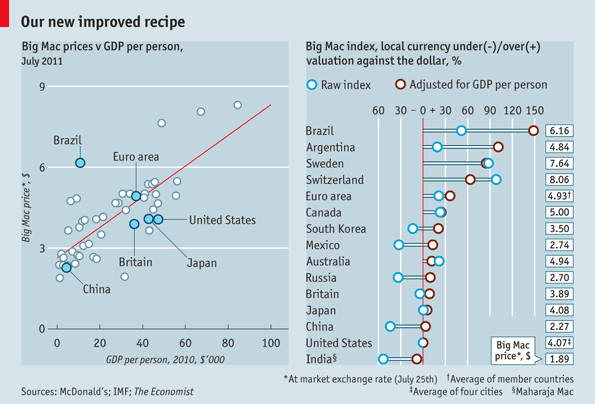 Our new improved recipe
Big Mac prices v GDP per person,
July 2011
9
6
3
0
Big Mac price*, $
Brazil
Euro area
United States
Britain
Japan
China
0 20 40 60 80 100
GDP per person, 2010, $'000
Big Mac index, local currency under(-)/over(+)
valuation against the dollar, %
Raw index Adjusted for GDP per person
60 30 – 0 + 30 60 90 120 150
Brazil 6.16
Argentina 4.84
Sweden 7.64
Switzerland 8.06
Euro area 4.93†
Canada 5.00
South Korea 3.50
Mexico 2.74
Australia 4.94
Russia 2.70
Britain 3.89
Japan 4.08
China 2.27
United States 4.07‡
India§ 1.89
Big Mac
price*, $
*At market exchange rate (July 25th) †Average of member countries
Sources: McDonald's; IMF; The Economist ‡Average of four cities §Maharaja Mac